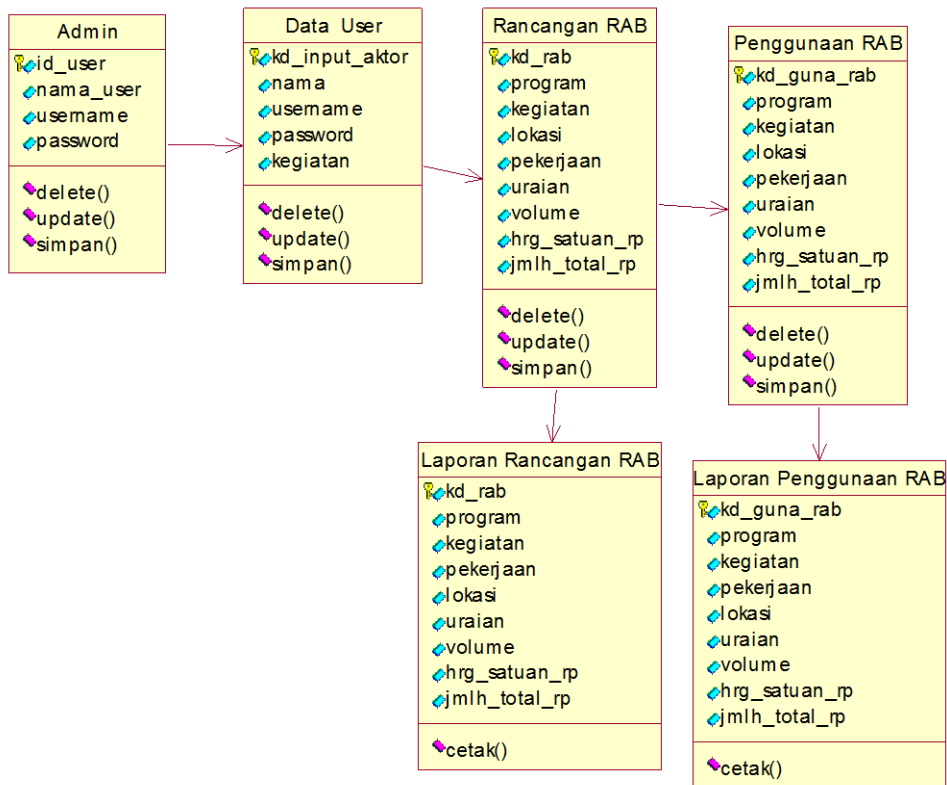 Admin
id_user
nama_user
username
password
delete()
update()
simpan()
Data User
kd_input_aktor
nama
username
password
kegiatan
delete()
update()
simpan()
Rancangan RAB
kd_rab
program
kegiatan
lokasi
pekerjaan
uraian
volume
hrg_satuan_rp
jmlh_total_rp
delete()
update()
simpan()
Penggunaan RAB
kd_guna_rab
program
kegiatan
lokasi
pekerjaan
uraian
volume
hrg_satuan_rp
jmlh_total_rp
delete()
update()
simpan()
Laporan Rancangan RAB
kd_rab
program
kegiatan
pekerjaan
lokasi
uraian
volume
hrg_satuan_rp
jmlh_total_rp
cetak()
Laporan Penggunaan RAB
kd_guna_rab
program
kegiatan
pekerjaan
lokasi
uraian
volume
hrg_satuan_rp
jmlh_total_rp
cetak()